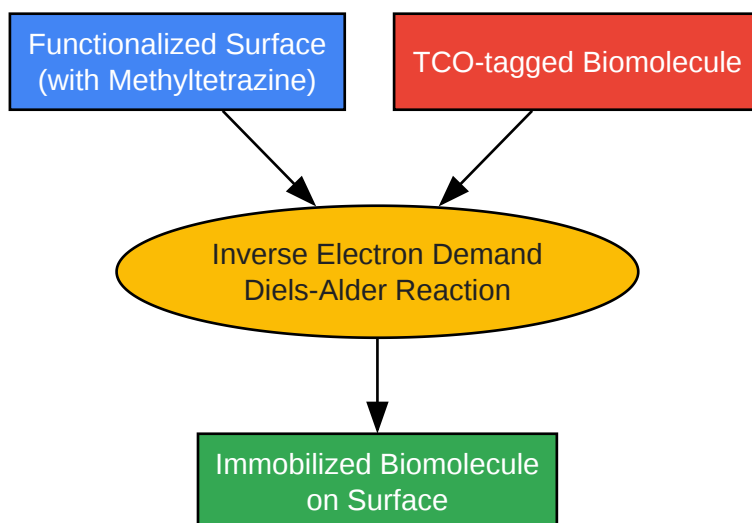 Functionalized Surface
(with Methyltetrazine)
TCO-tagged Biomolecule
Inverse Electron Demand
Diels-Alder Reaction
Immobilized Biomolecule
on Surface